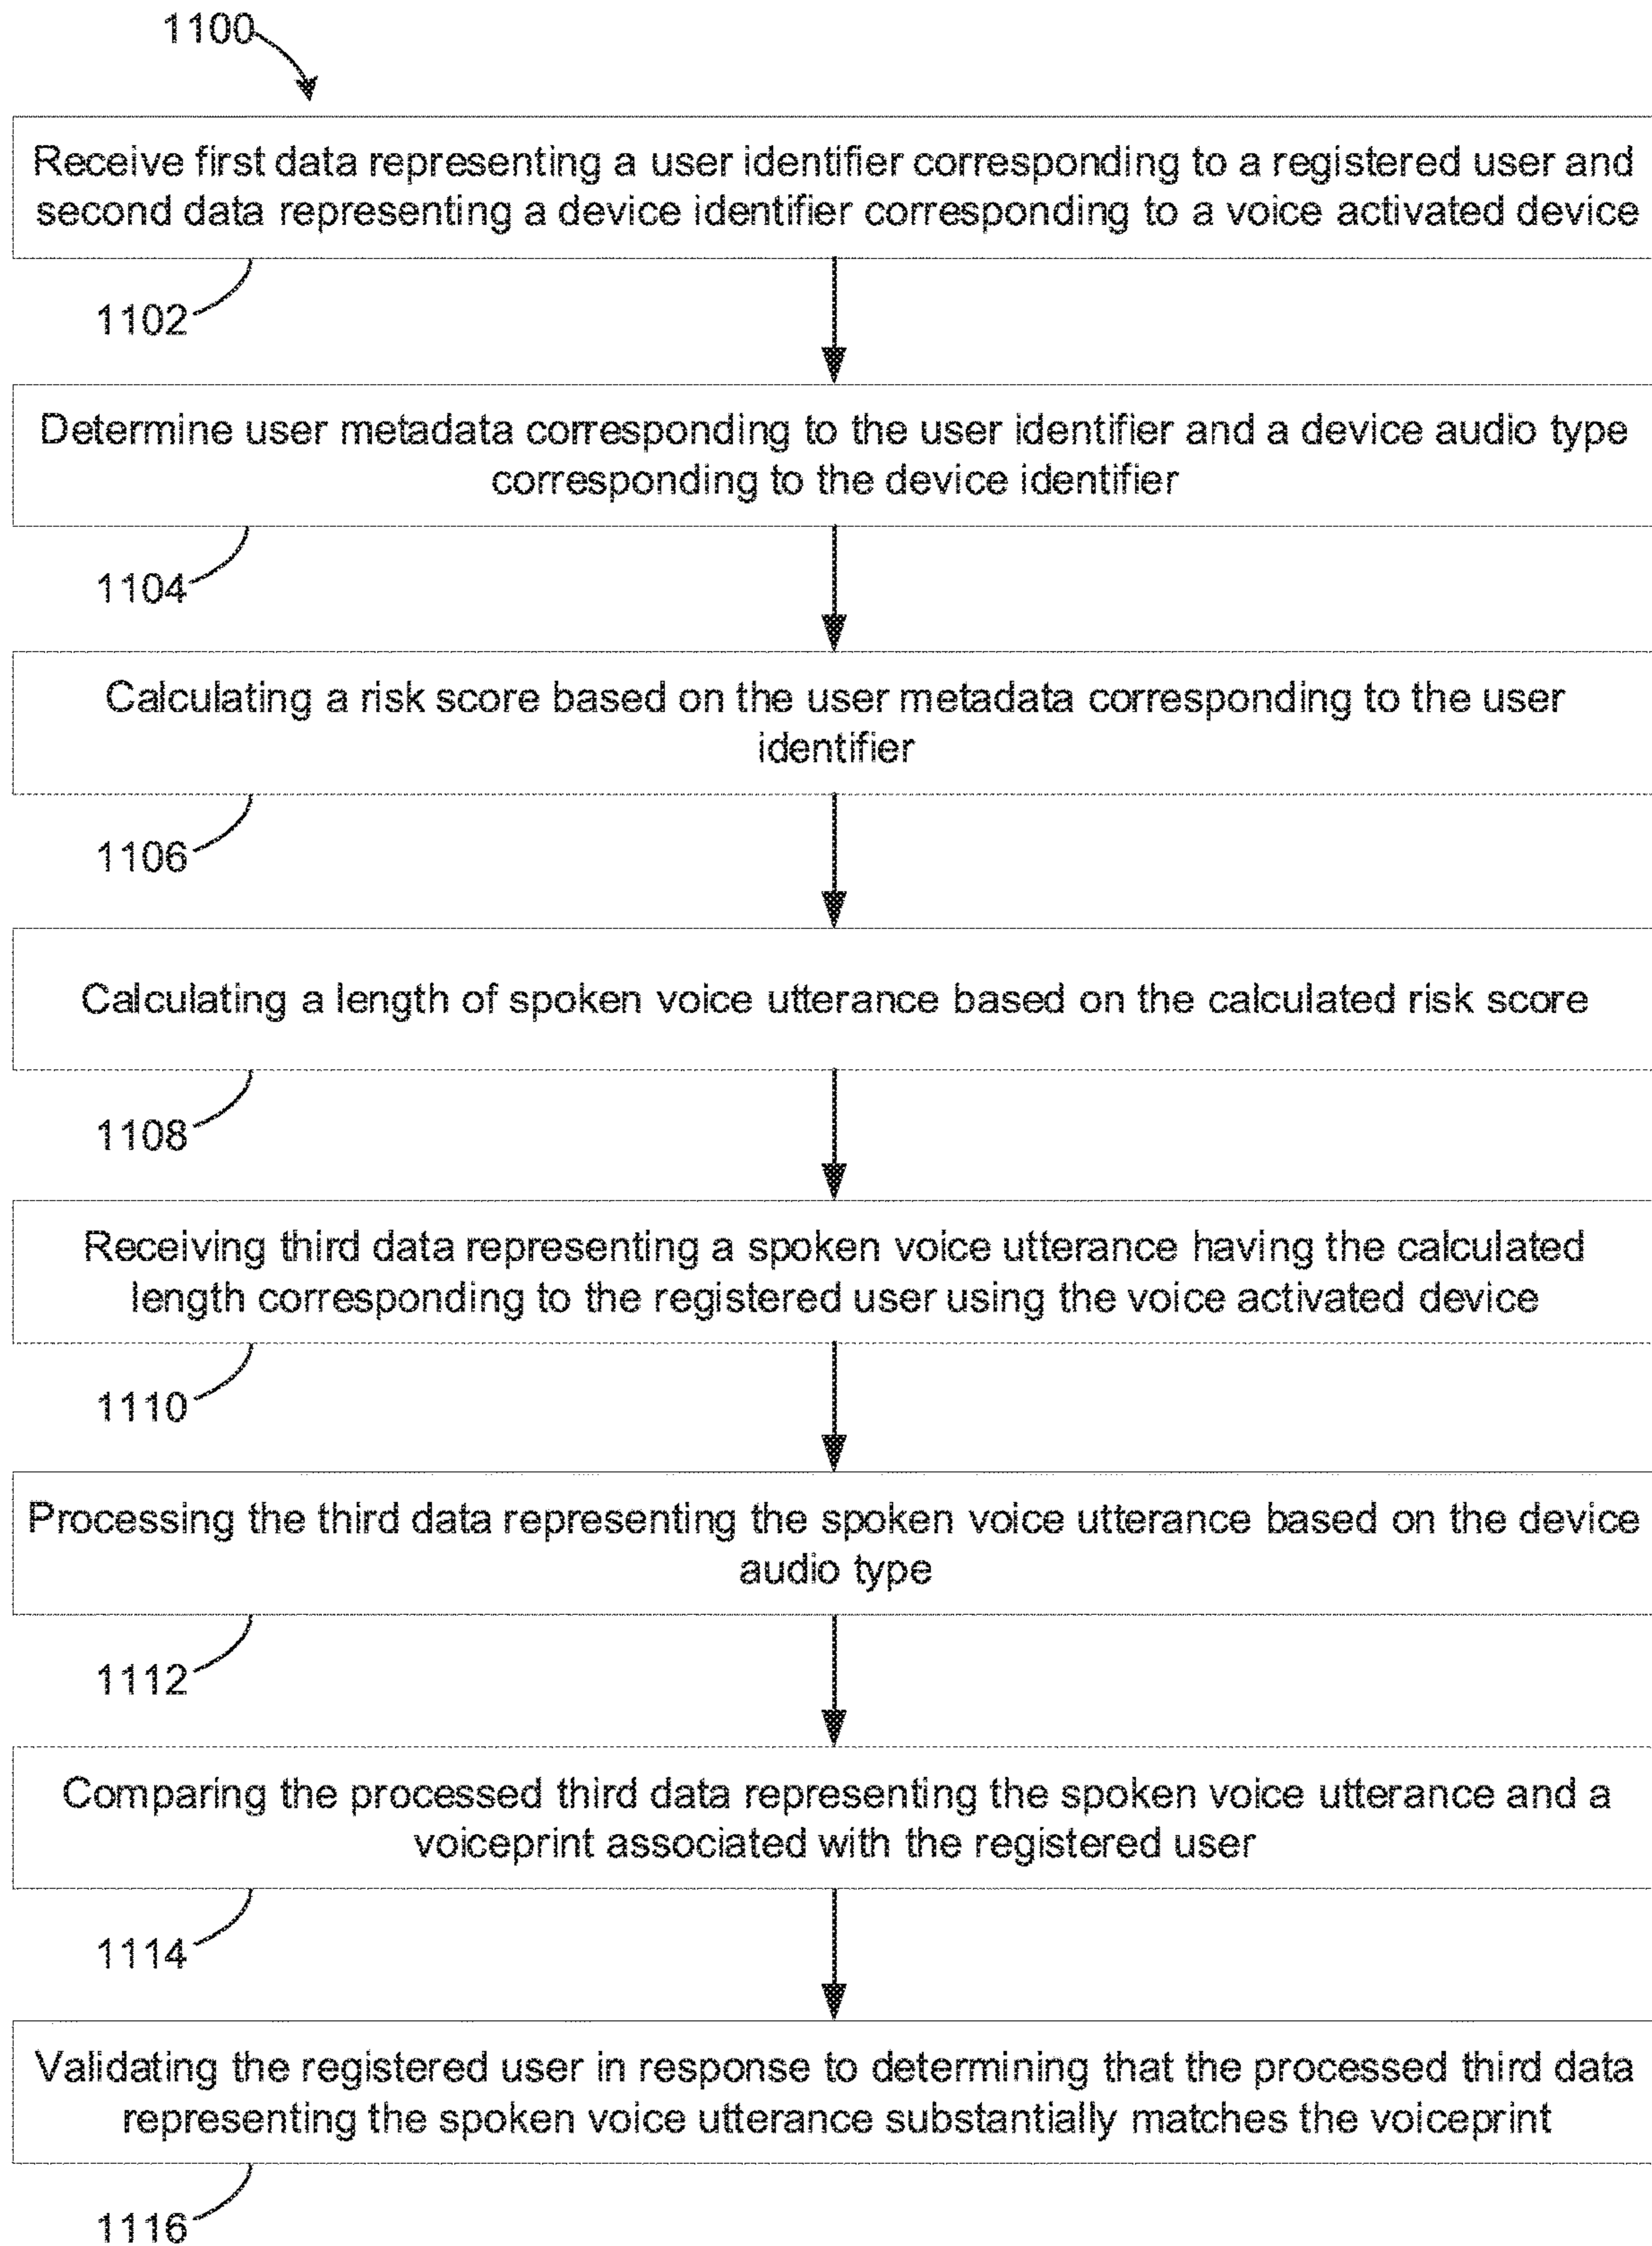 1100
Receive first data representing a user identifier corresponding to a registered user and
second data representing a device identifier corresponding to a voice activated device
1102
Determine user metadata corresponding to the user identifier and a device audio type
corresponding to the device identifier
1104
Calculating a risk score based on the user metadata corresponding to the user
identifier
1106
Calculating a length of spoken voice utterance based on the calculated risk score
1108
Receiving third data representing a spoken voice utterance having the calculated
length corresponding to the registered user using the voice activated device
1110
Processing the third data representing the spoken voice utterance based on the device
audio type
1112
Comparing the processed third data representing the spoken voice utterance and a
voiceprint associated with the registered user
1114
Validating the registered user in response to determining that the processed third data
representing the spoken voice utterance substantially matches the voiceprint
1116